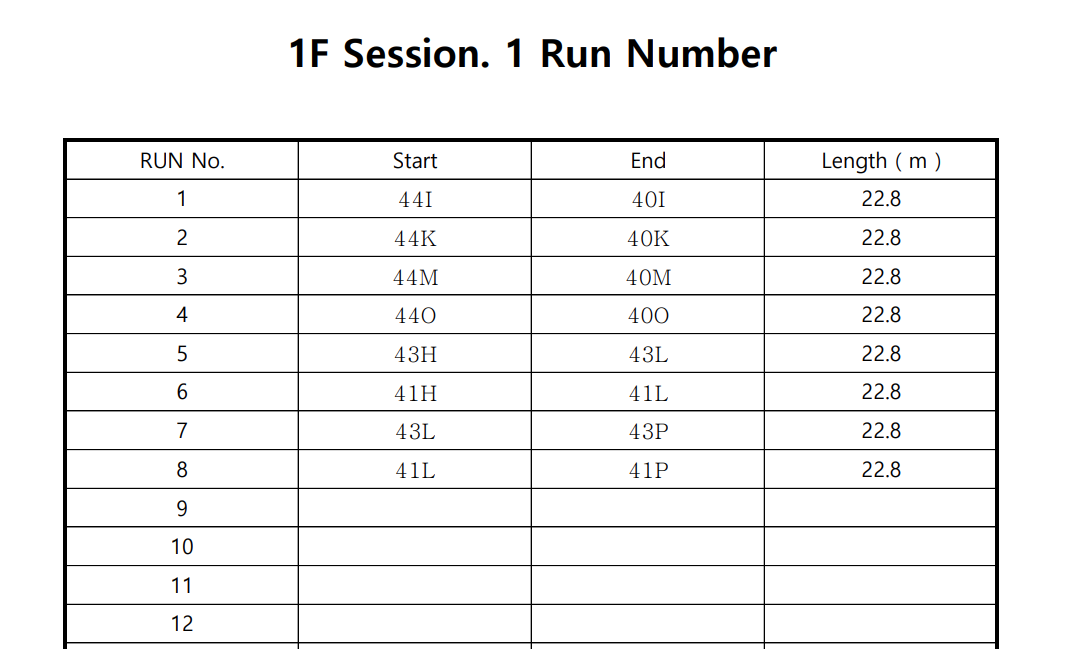 1F Session. 1 Run Number
RUN No. Start End Length ( m )
1 44I 40I 22.8
2 44K 40K 22.8
3 44M 40M 22.8
4 44O 40O 22.8
5 43H 43L 22.8
6 41H 41L 22.8
7 43L 43P 22.8
8 41L 41P 22.8
9
10
11
12